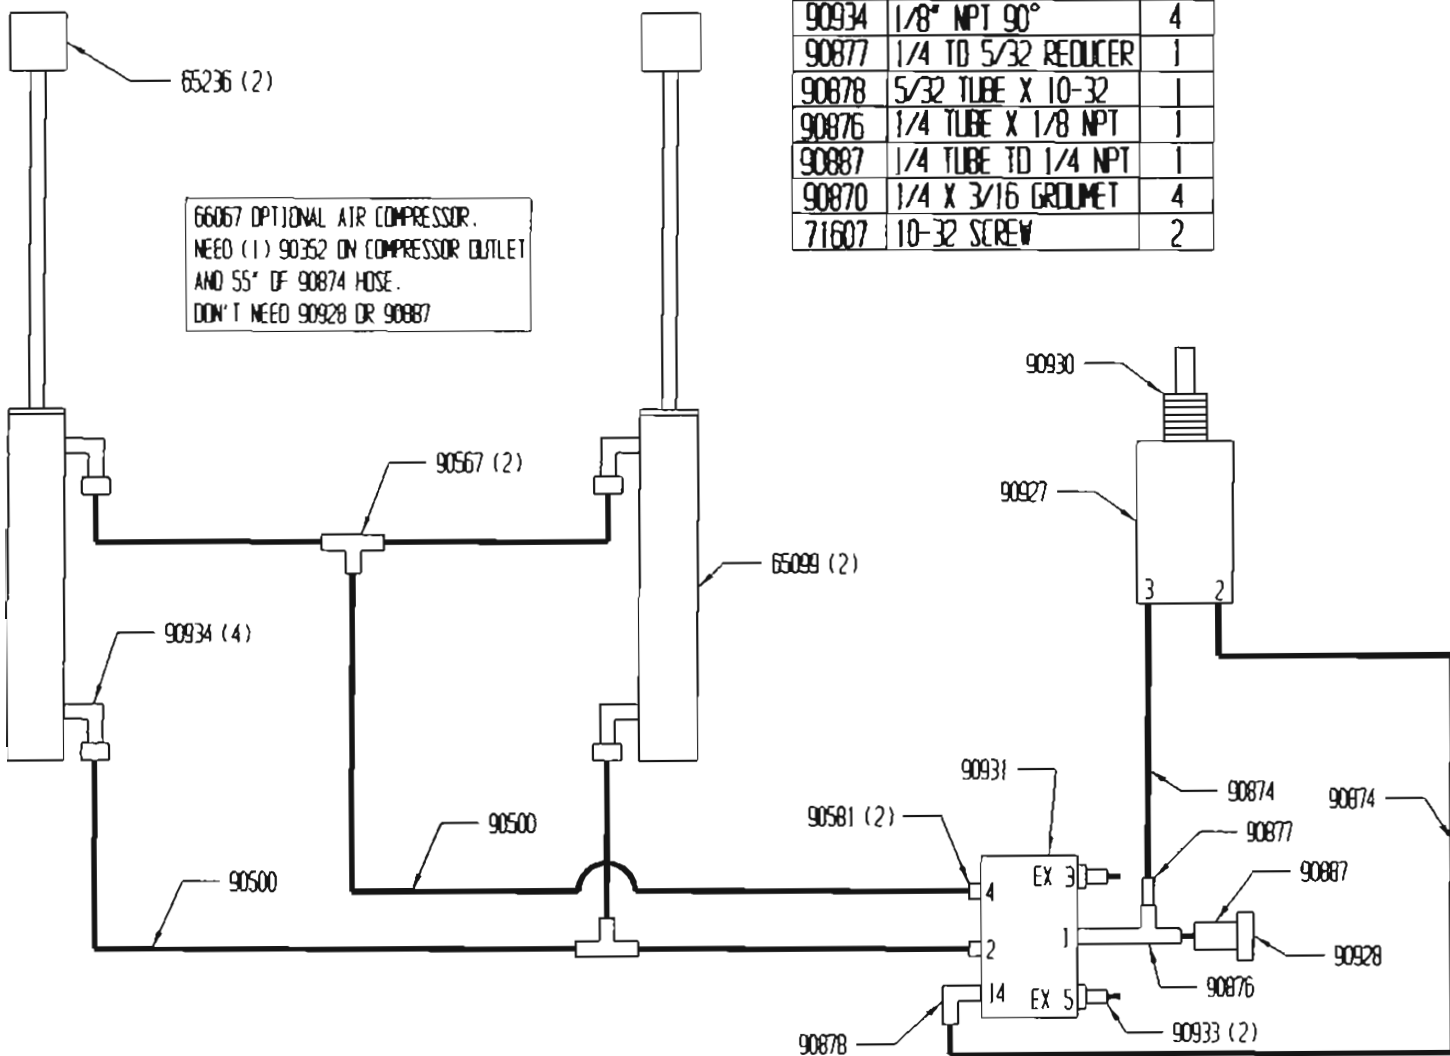 90934 1/8" NPT 90° 4
90877 1/4 TO 5/32 REDUCER 1
90878 5/32 TUBE X 10-32 1
90876 1/4 TUBE X 1/8 NPT 1
90887 1/4 TUBE TO 1/4 NPT 1
90870 1/4 X 3/16 GROUMET 4
71607 10-32 SCREW 2
65236 (2)
66067 OPTIONAL AIR COMPRESSOR.
NEED (1) 90352 ON COMPRESSOR OUTLET
AND 55" OF 90874 HOSE.
DON'T NEED 90928 OR 90887
90930
90567 (2)
90927
65099 (2)
3 2
90934 (4)
90931
90874
90874
90581 (2)
90500
90877
90500
EX 3
90887
4
1
2
90928
90876
14
EX 5
90933 (2)
90878